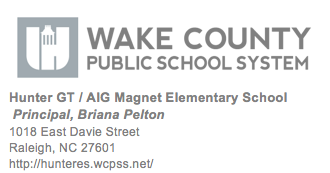 WAKE COUNTY
PUBLIC SCHOOL SYSTEM
Hunter GT / AIG Magnet Elementary School
Principal, Briana Pelton
1018 East Davie Street
Raleigh, NC 27601
http://hunteres.wcpss.net/